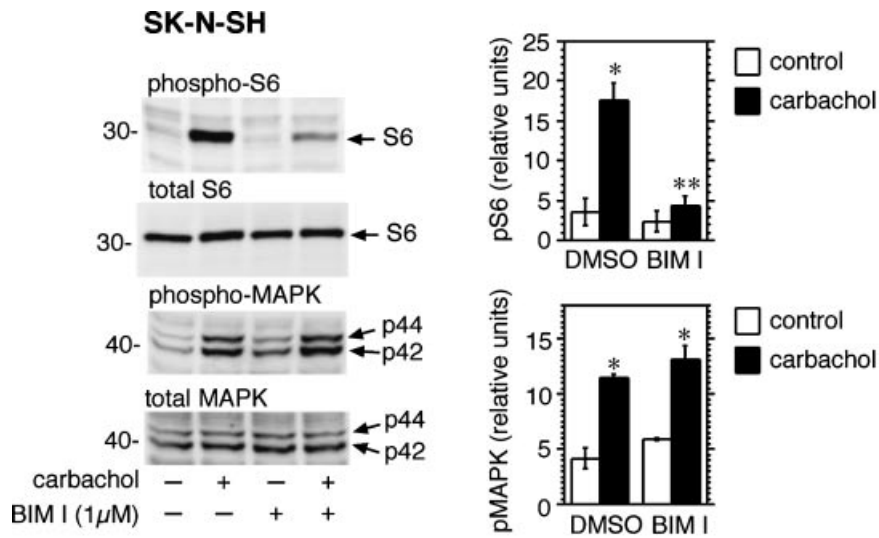 SK-N-SH
phospho-S6
30-
S6
total S6
30-
S6
phospho-MAPK
40-
p44
p42
total MAPK
40-
p44
p42
carbachol – + – +
BIM I (1µM) – – + +
pS6 (relative units)
25
20
15
10
5
0
*
**
DMSO BIM I
control
carbachol
pMAPK (relative units)
15
10
5
0
*
*
DMSO BIM I
control
carbachol